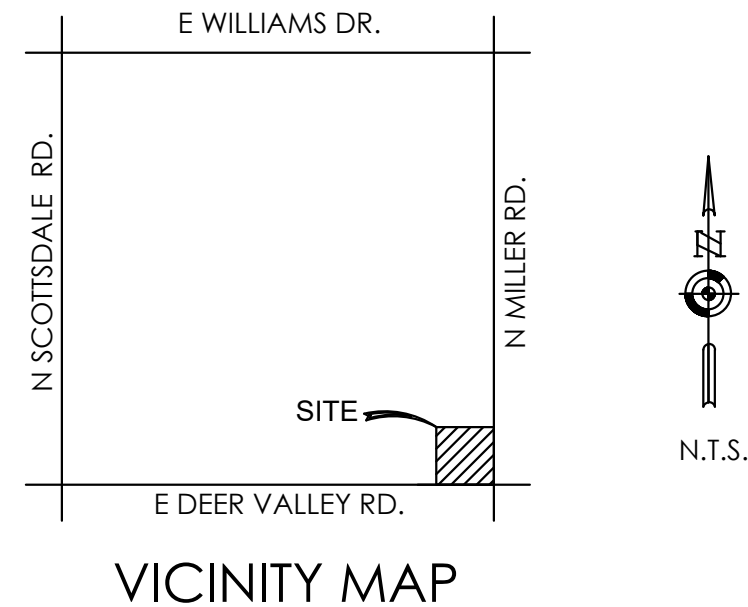 E WILLIAMS DR.
N SCOTTSDALE RD.
N MILLER RD.
N
SITE
N.T.S.
E DEER VALLEY RD.
VICINITY MAP